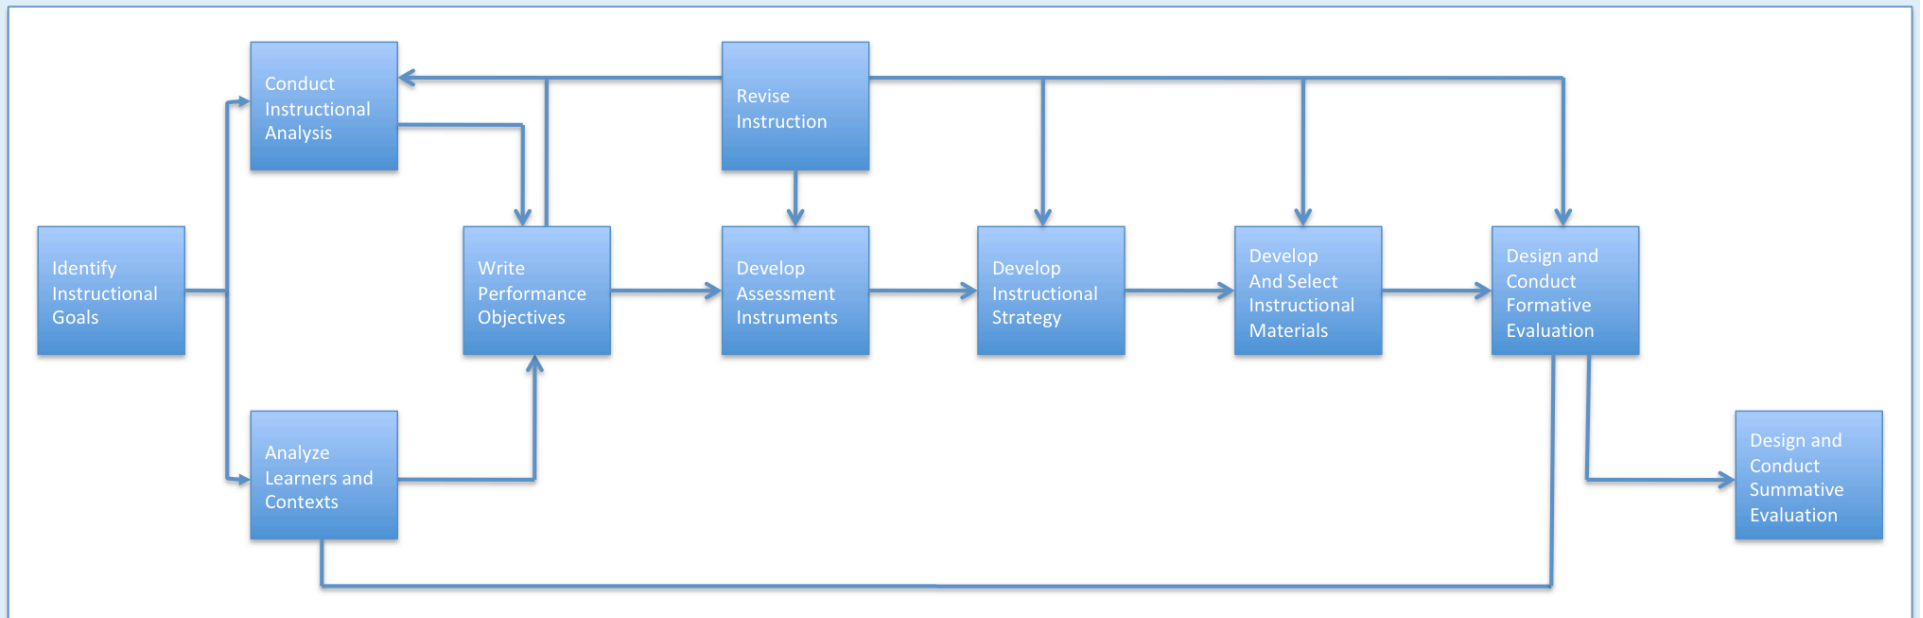 Conduct
Instructional
Analysis
Revise
Instruction
Identify
Instructional
Goals
Write
Performance
Objectives
Develop
Assessment
Instruments
Develop
Instructional
Strategy
Develop
And Select
Instructional
Materials
Design and
Conduct
Formative
Evaluation
Analyze
Learners and
Contexts
Design and
Conduct
Summative
Evaluation